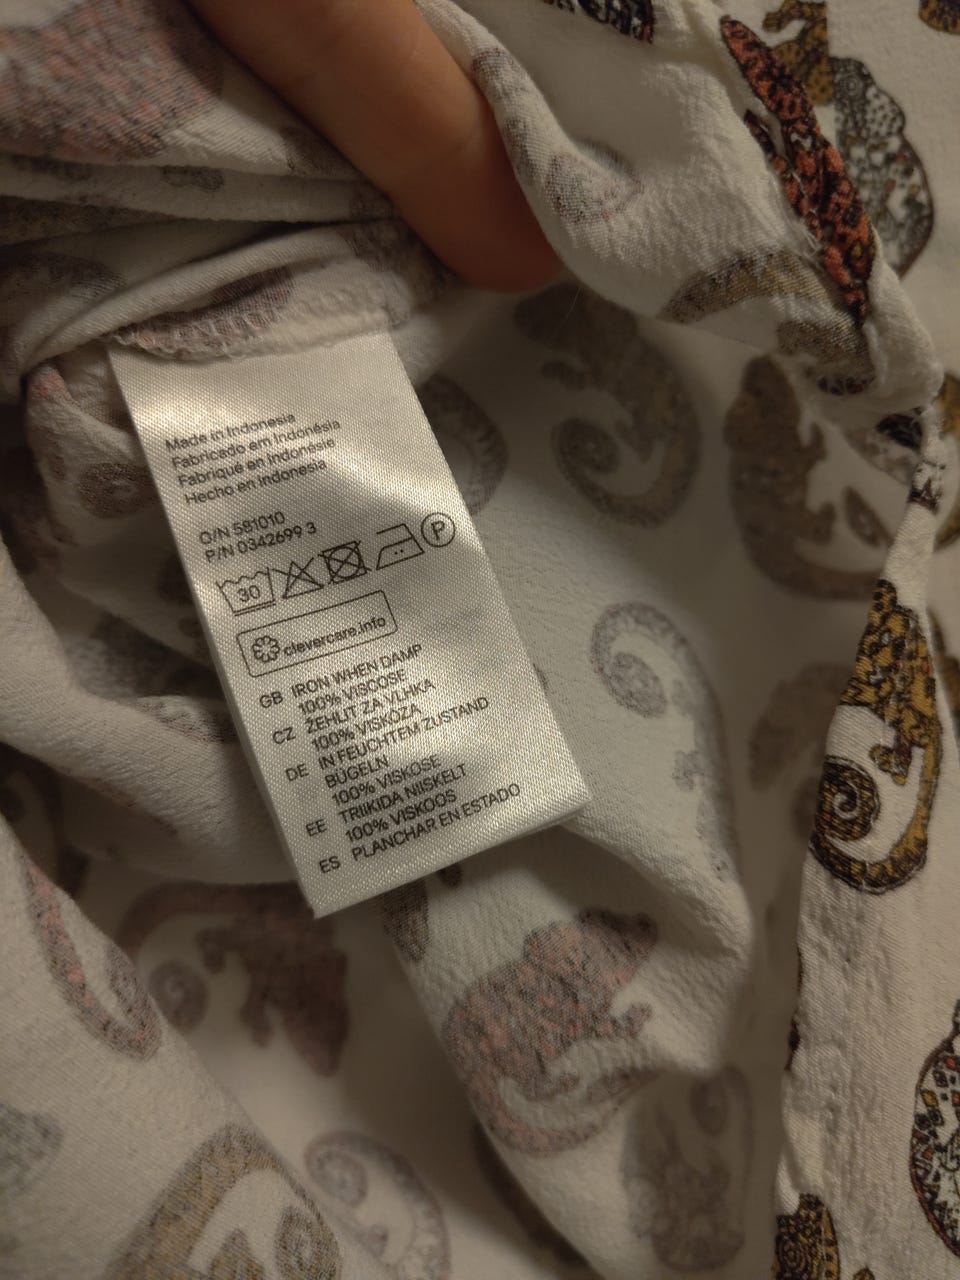 Made in Indonesia
Fabricado em Indonésia
Fabriqué en Indonésie
Hecho en Indonesia
O/N 581010
P/N 0342699 3
30 P
clevercare.info
GB IRON WHEN DAMP
100% VISCOSE
CZ ŽEHLIT ZA VLHKA
100% VISKÓZA
DE IN FEUCHTEM ZUSTAND
BÜGELN
100% VISKOSE
EE TRIIKIDA NIISKELT
100% VISKOOS
ES PLANCHAR EN ESTADO